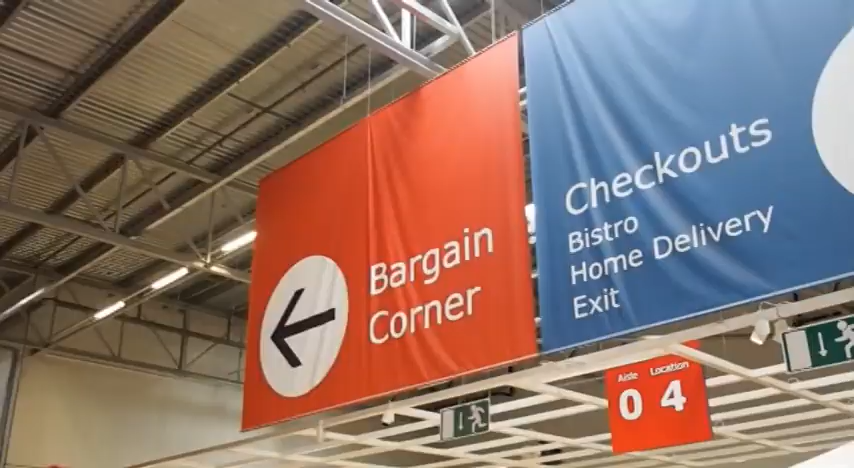 Bargain
Corner
Checkouts
Bistro
Home Delivery
Exit
Aisle Location
0 4